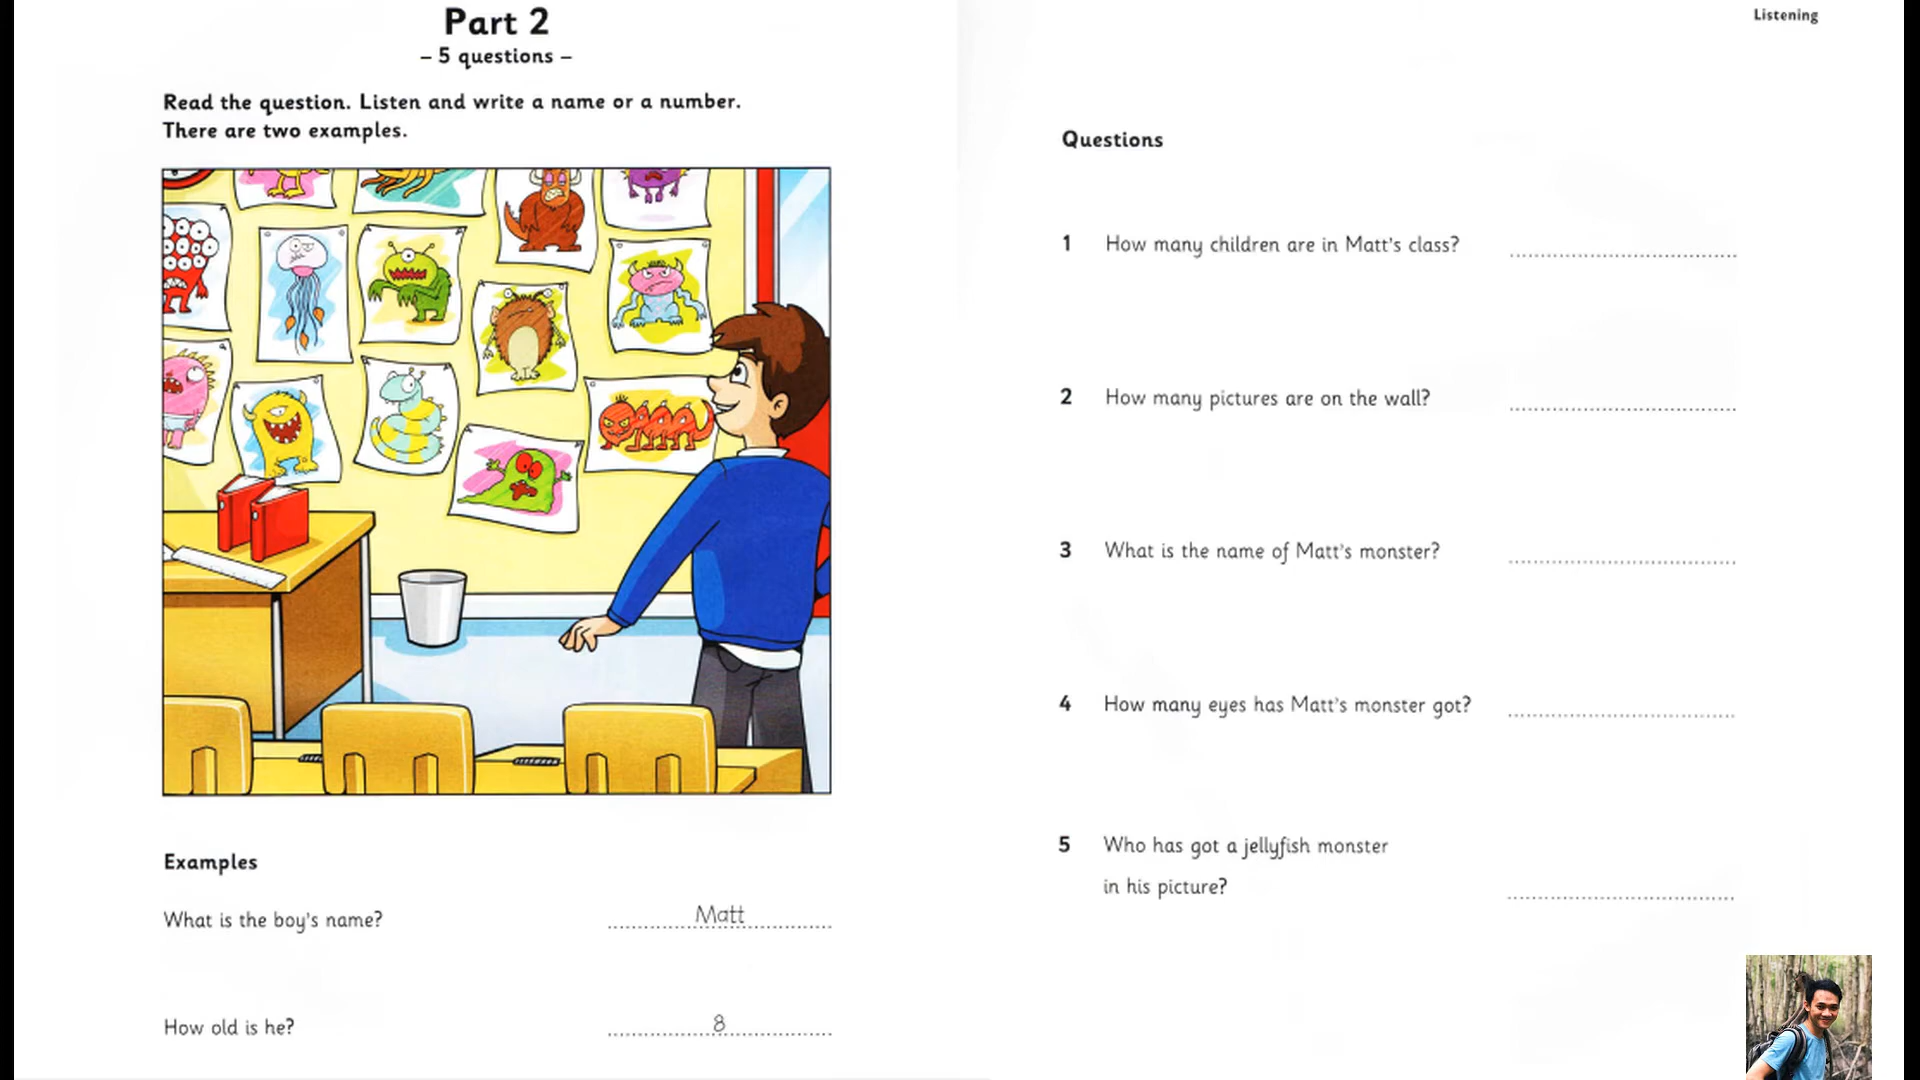 Part 2
– 5 questions –
Read the question. Listen and write a name or a number.
There are two examples.
Examples
What is the boy's name? Matt
How old is he? 8
Listening
Questions
1 How many children are in Matt's class?
2 How many pictures are on the wall?
3 What is the name of Matt's monster?
4 How many eyes has Matt's monster got?
5 Who has got a jellyfish monster
in his picture?